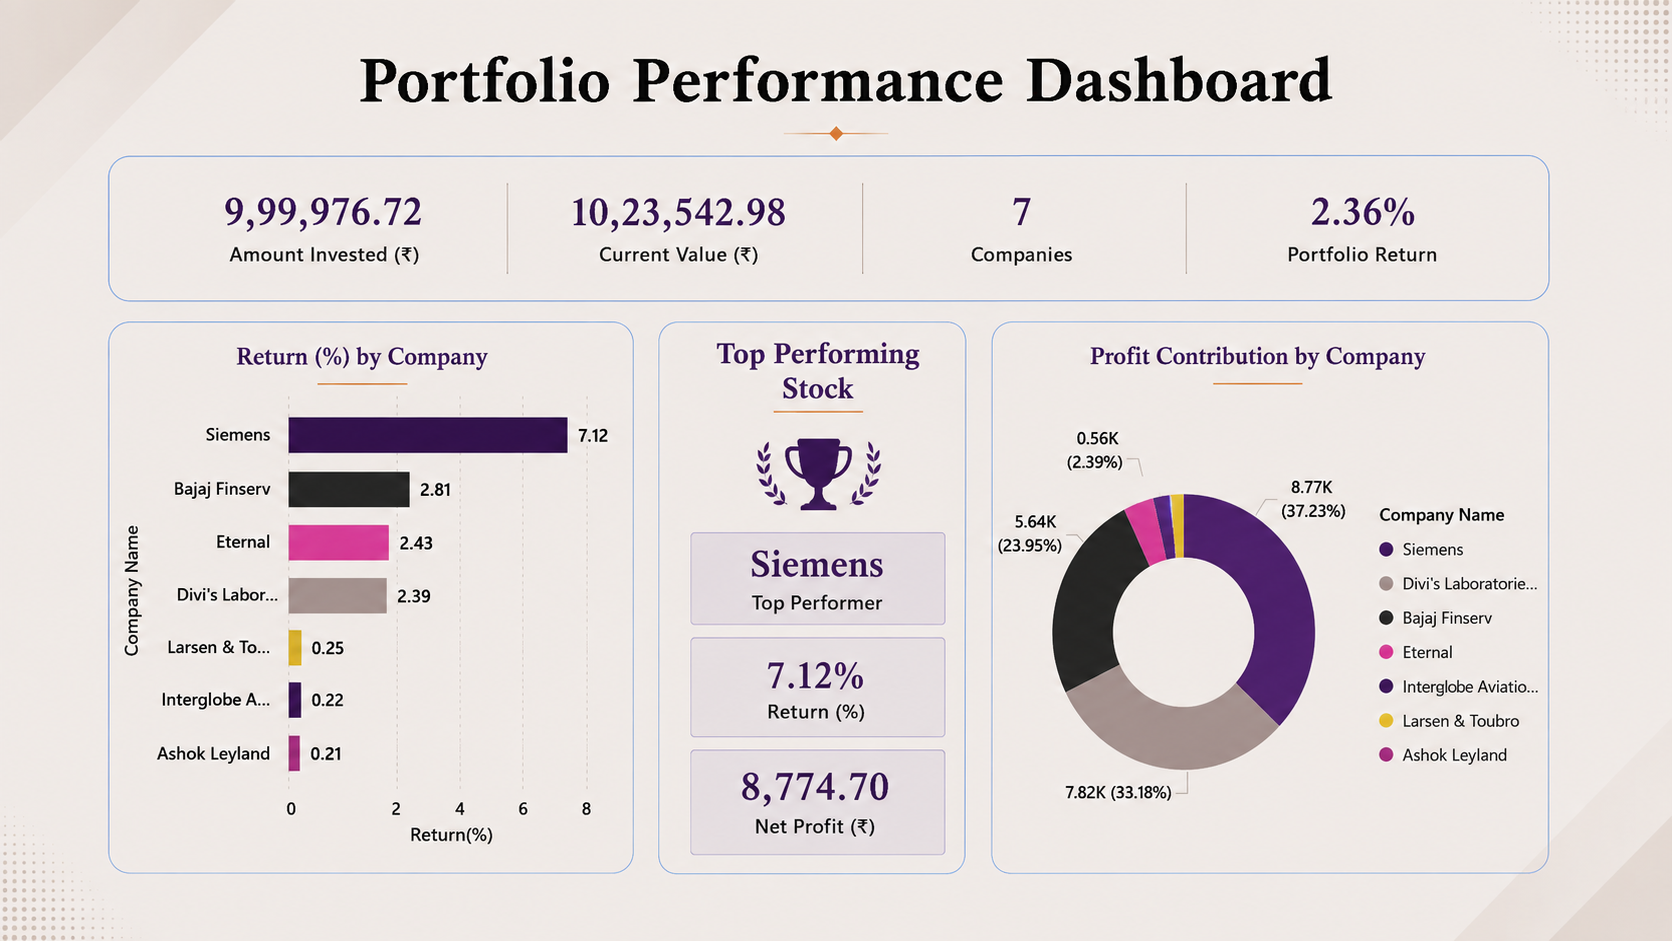 Portfolio Performance Dashboard
9,99,976.72
Amount Invested (₹)
10,23,542.98
Current Value (₹)
7
Companies
2.36%
Portfolio Return
Return (%) by Company
Company Name
Siemens
7.12
Bajaj Finserv
2.81
Eternal
2.43
Divi's Labor...
2.39
Larsen & To...
0.25
Interglobe A...
0.22
Ashok Leyland
0.21
0 2 4 6 8
Return(%)
Top Performing
Stock
Siemens
Top Performer
7.12%
Return (%)
8,774.70
Net Profit (₹)
Profit Contribution by Company
0.56K
(2.39%)
8.77K
(37.23%)
5.64K
(23.95%)
7.82K (33.18%)
Company Name
Siemens
Divi's Laboratorie...
Bajaj Finserv
Eternal
Interglobe Aviatio...
Larsen & Toubro
Ashok Leyland